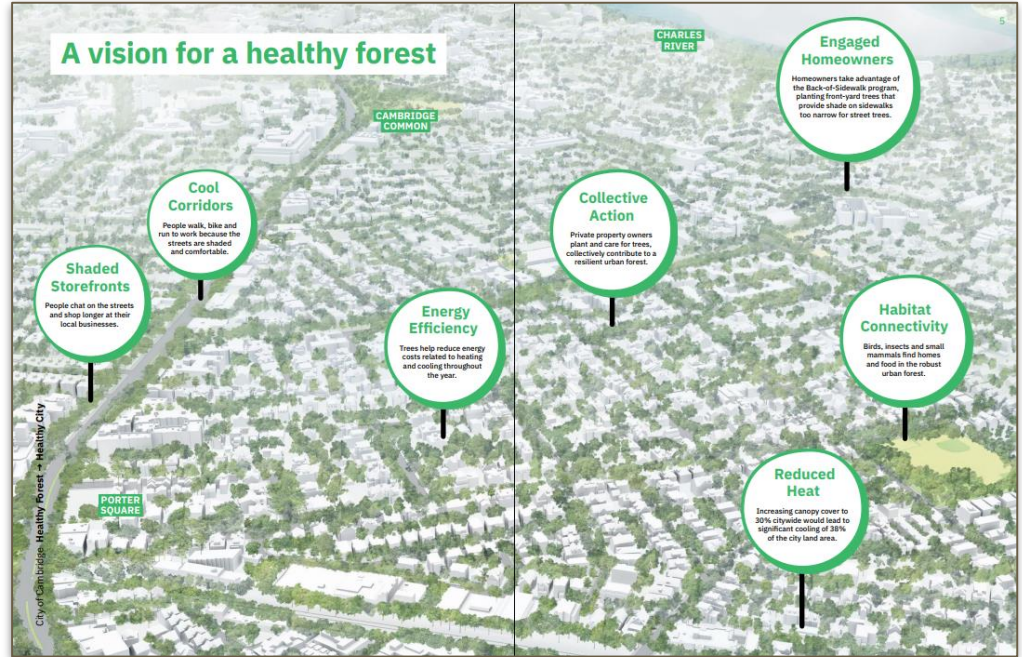 A vision for a healthy forest
CHARLES
RIVER
5
Engaged
Homeowners
Homeowners take advantage of
the Back-of-Sidewalk program,
planting front-yard trees that
provide shade on sidewalks
too narrow for street trees.
CAMBRIDGE
COMMON
Cool
Corridors
People walk, bike and
run to work because the
streets are shaded
and comfortable.
Collective
Action
Private property owners
plant and care for trees,
collectively contribute to a
resilient urban forest.
Shaded
Storefronts
People chat on the streets
and shop longer at their
local businesses.
Energy
Efficiency
Trees help reduce energy
costs related to heating
and cooling throughout
the year.
Habitat
Connectivity
Birds, insects and small
mammals find homes
and food in the robust
urban forest.
Reduced
Heat
Increasing canopy cover to
30% citywide would lead to
significant cooling of 38%
of the city land area.
PORTER
SQUARE
City of Cambridge. Healthy Forest → Healthy City